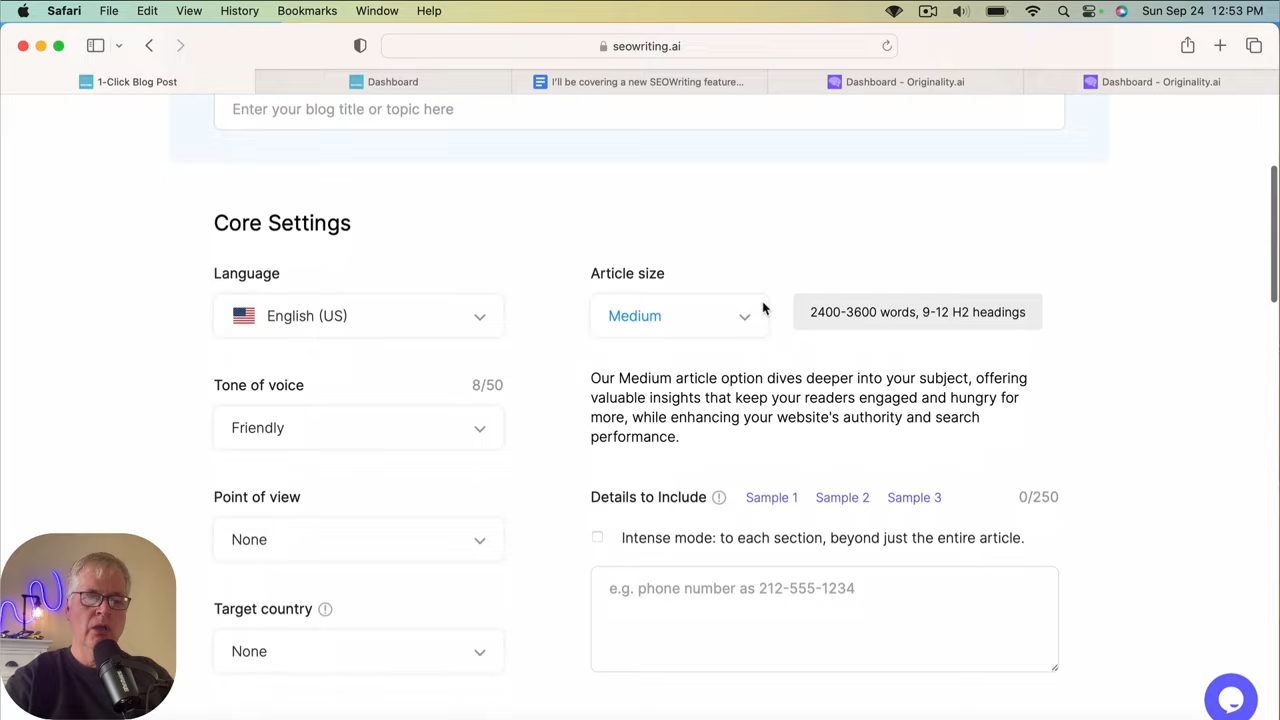 Safari File Edit View History Bookmarks Window Help Sun Sep 24 12:53 PM
seowriting.ai
1-Click Blog Post
Dashboard
I'll be covering a new SEOWriting feature...
Dashboard - Originality.ai
Dashboard - Originality.ai
Enter your blog title or topic here
Core Settings
Language
English (US)
Article size
Medium
2400-3600 words, 9-12 H2 headings
Tone of voice 8/50
Friendly
Our Medium article option dives deeper into your subject, offering
valuable insights that keep your readers engaged and hungry for
more, while enhancing your website's authority and search
performance.
Point of view
None
Details to Include Sample 1 Sample 2 Sample 3 0/250
Intense mode: to each section, beyond just the entire article.
e.g. phone number as 212-555-1234
Target country
None